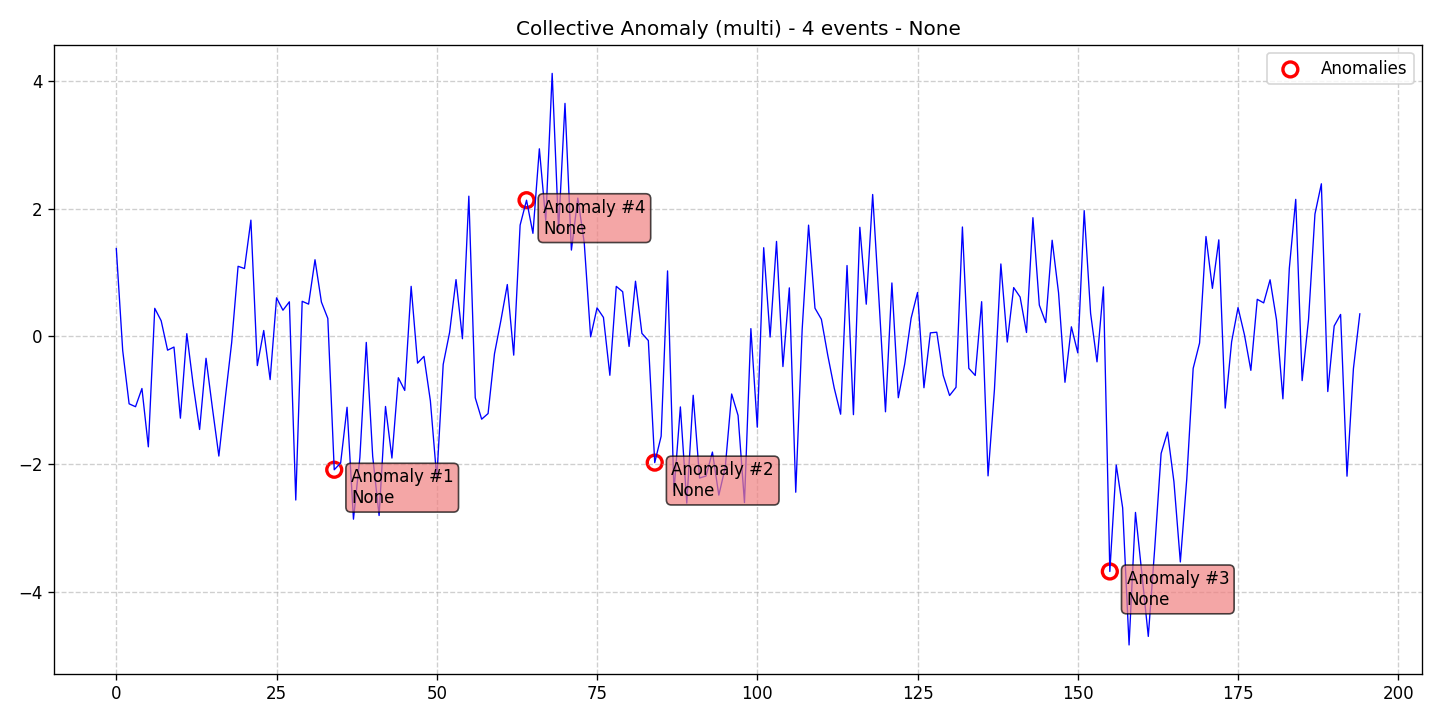 Collective Anomaly (multi) - 4 events - None
Anomalies
4
2
0
−2
−4
Anomaly #4
None
Anomaly #1
None
Anomaly #2
None
Anomaly #3
None
0 25 50 75 100 125 150 175 200